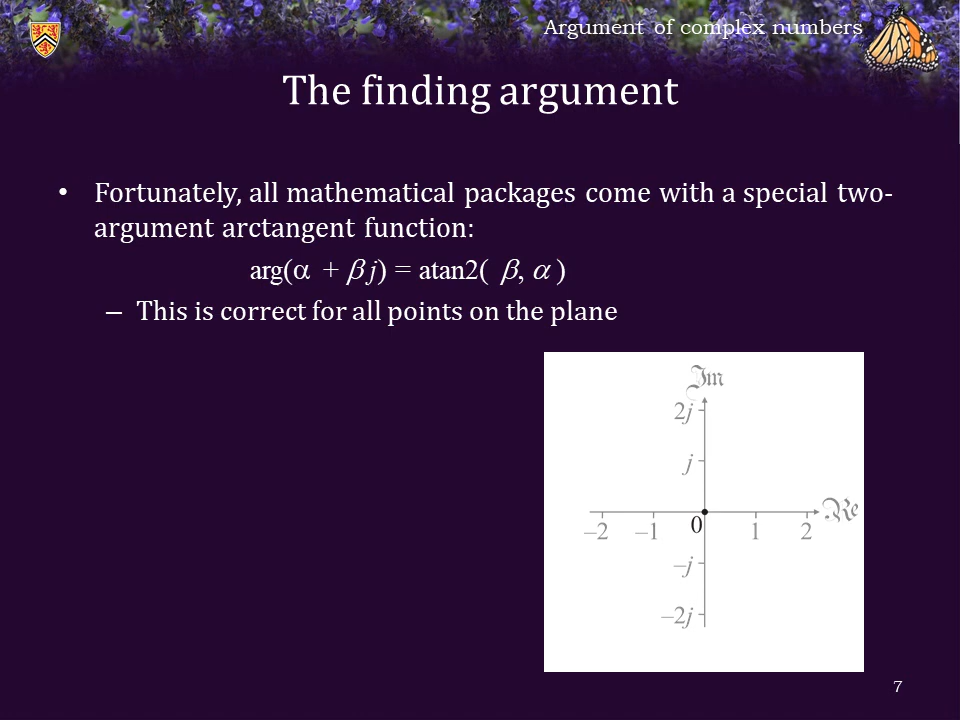 Argument of complex numbers
The finding argument
• Fortunately, all mathematical packages come with a special two-
argument arctangent function:
arg(α + β j) = atan2( β, α )
– This is correct for all points on the plane
ℑm
2j
j
0
–2 –1 1 2 ℜe
–j
–2j
7